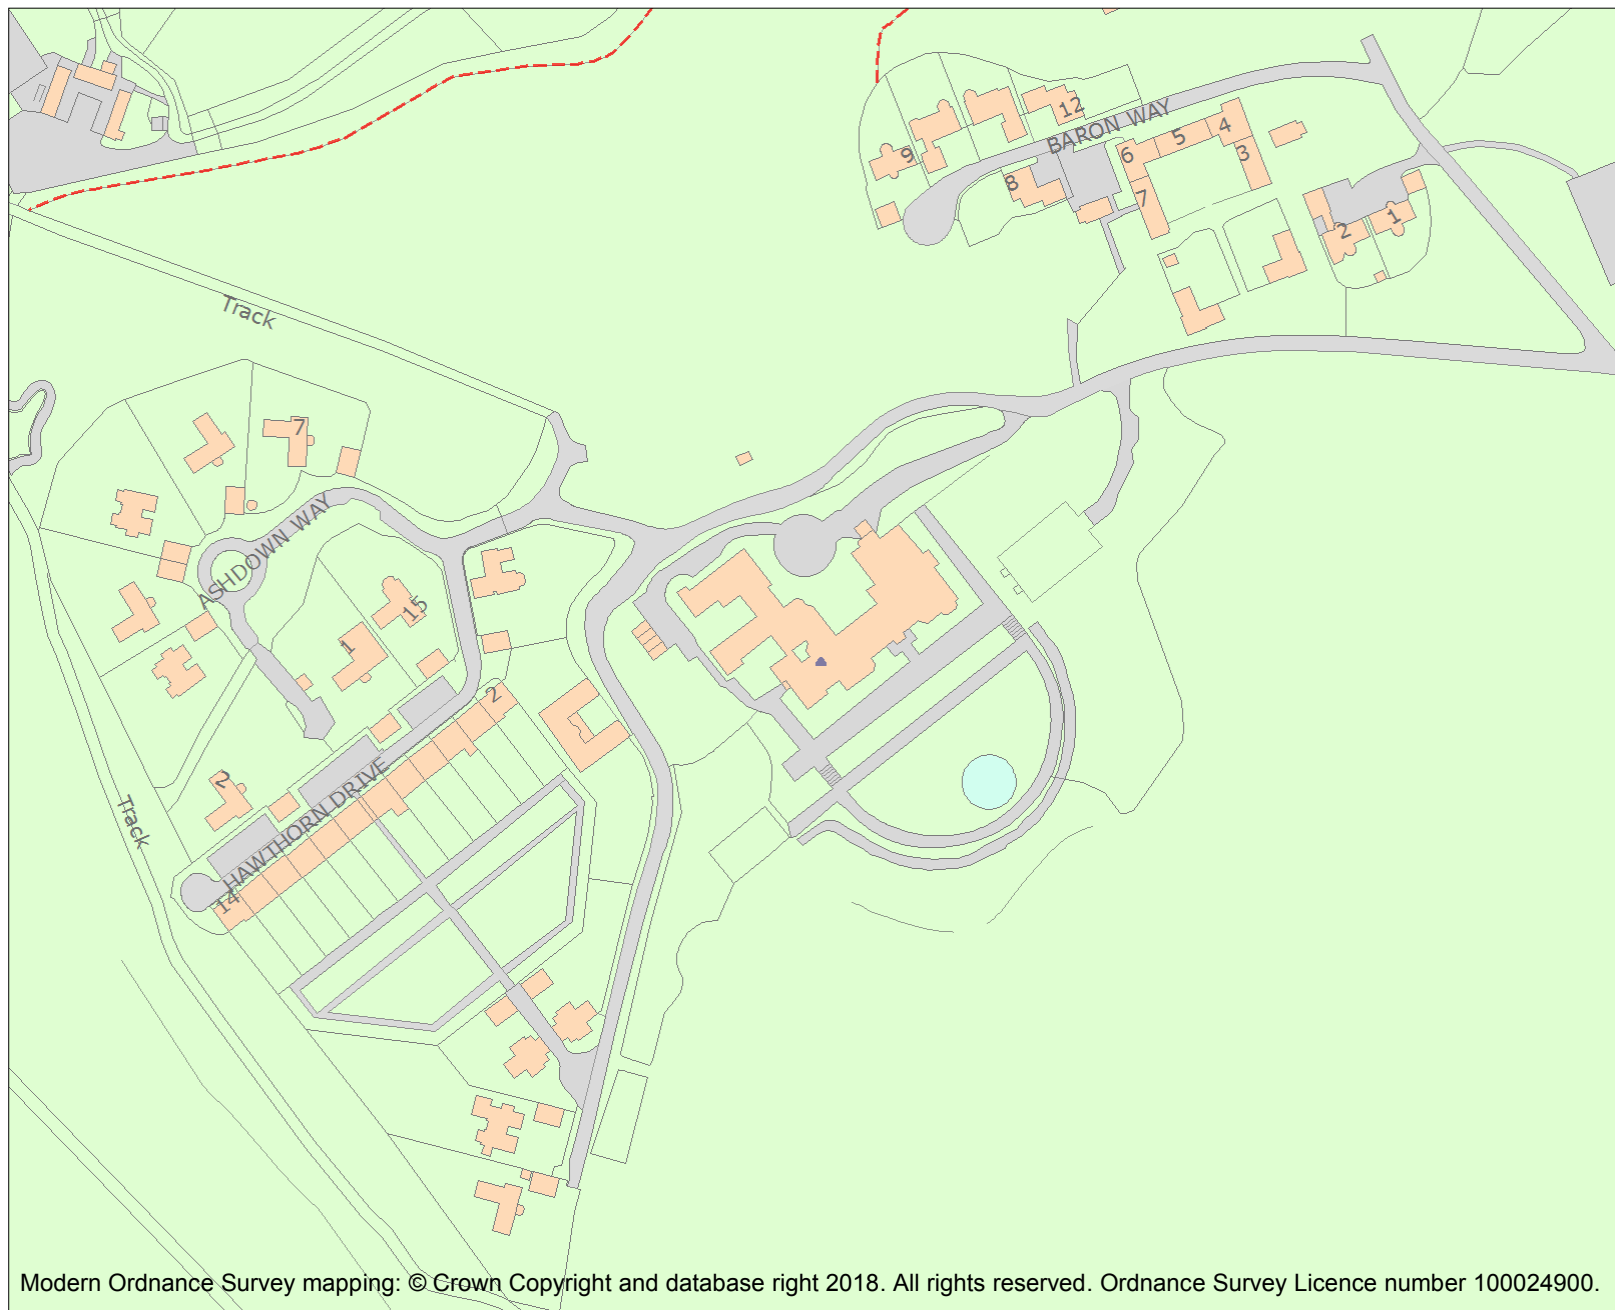 12
BARON WAY
9
8
6
5
4
3
7
2
1
Track
7
ASHDOWN WAY
15
1
2
2
HAWTHORN DRIVE
14
Track
Modern Ordnance Survey mapping: © Crown Copyright and database right 2018. All rights reserved. Ordnance Survey Licence number 100024900.